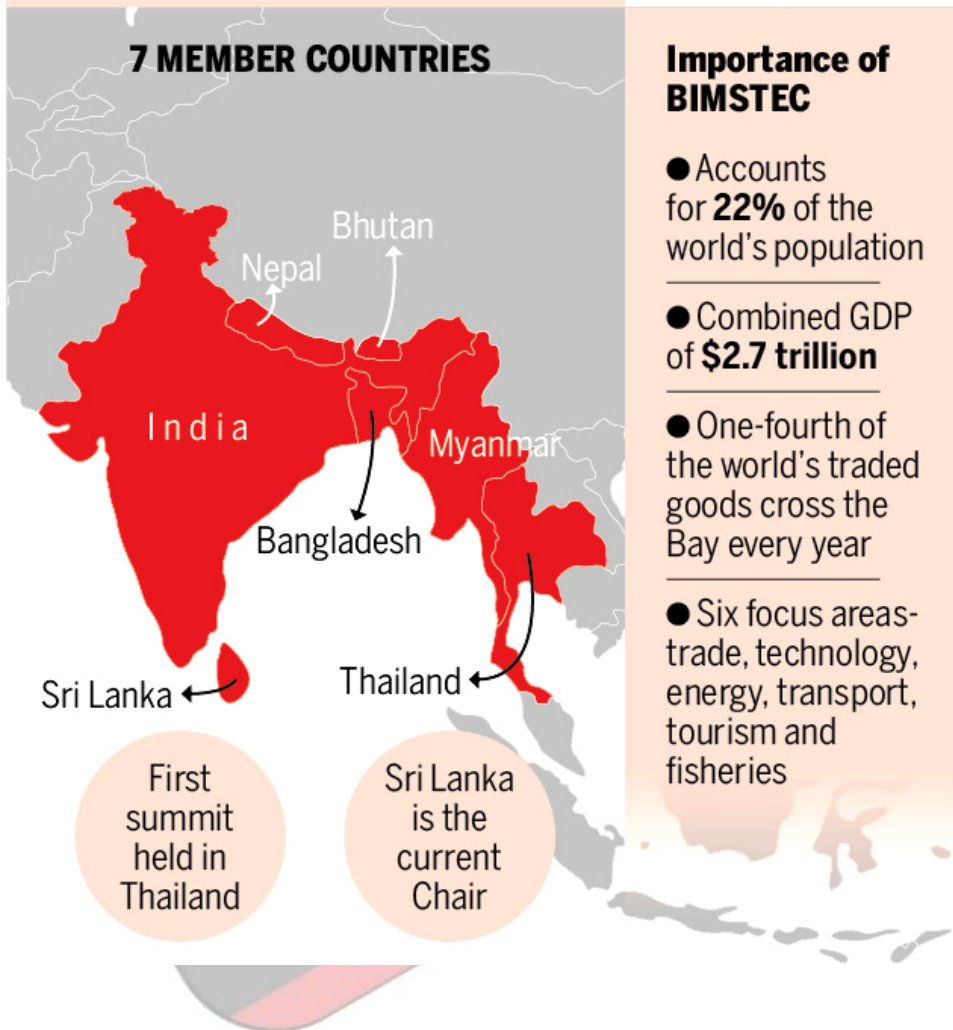 7 MEMBER COUNTRIES
Bhutan
Nepal
India
Myanmar
Bangladesh
Thailand
Sri Lanka
First
summit
held in
Thailand
Sri Lanka
is the
current
Chair
Importance of
BIMSTEC
● Accounts
for 22% of the
world's population
● Combined GDP
of $2.7 trillion
● One-fourth of
the world's traded
goods cross the
Bay every year
● Six focus areas-
trade, technology,
energy, transport,
tourism and
fisheries